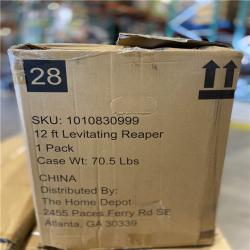 28
SKU: 1010830999
12 ft Levitating Reaper
1 Pack
Case Wt: 70.5 Lbs
CHINA
Distributed By:
The Home Depot
2455 Paces Ferry Rd SE
Atlanta, GA 30339